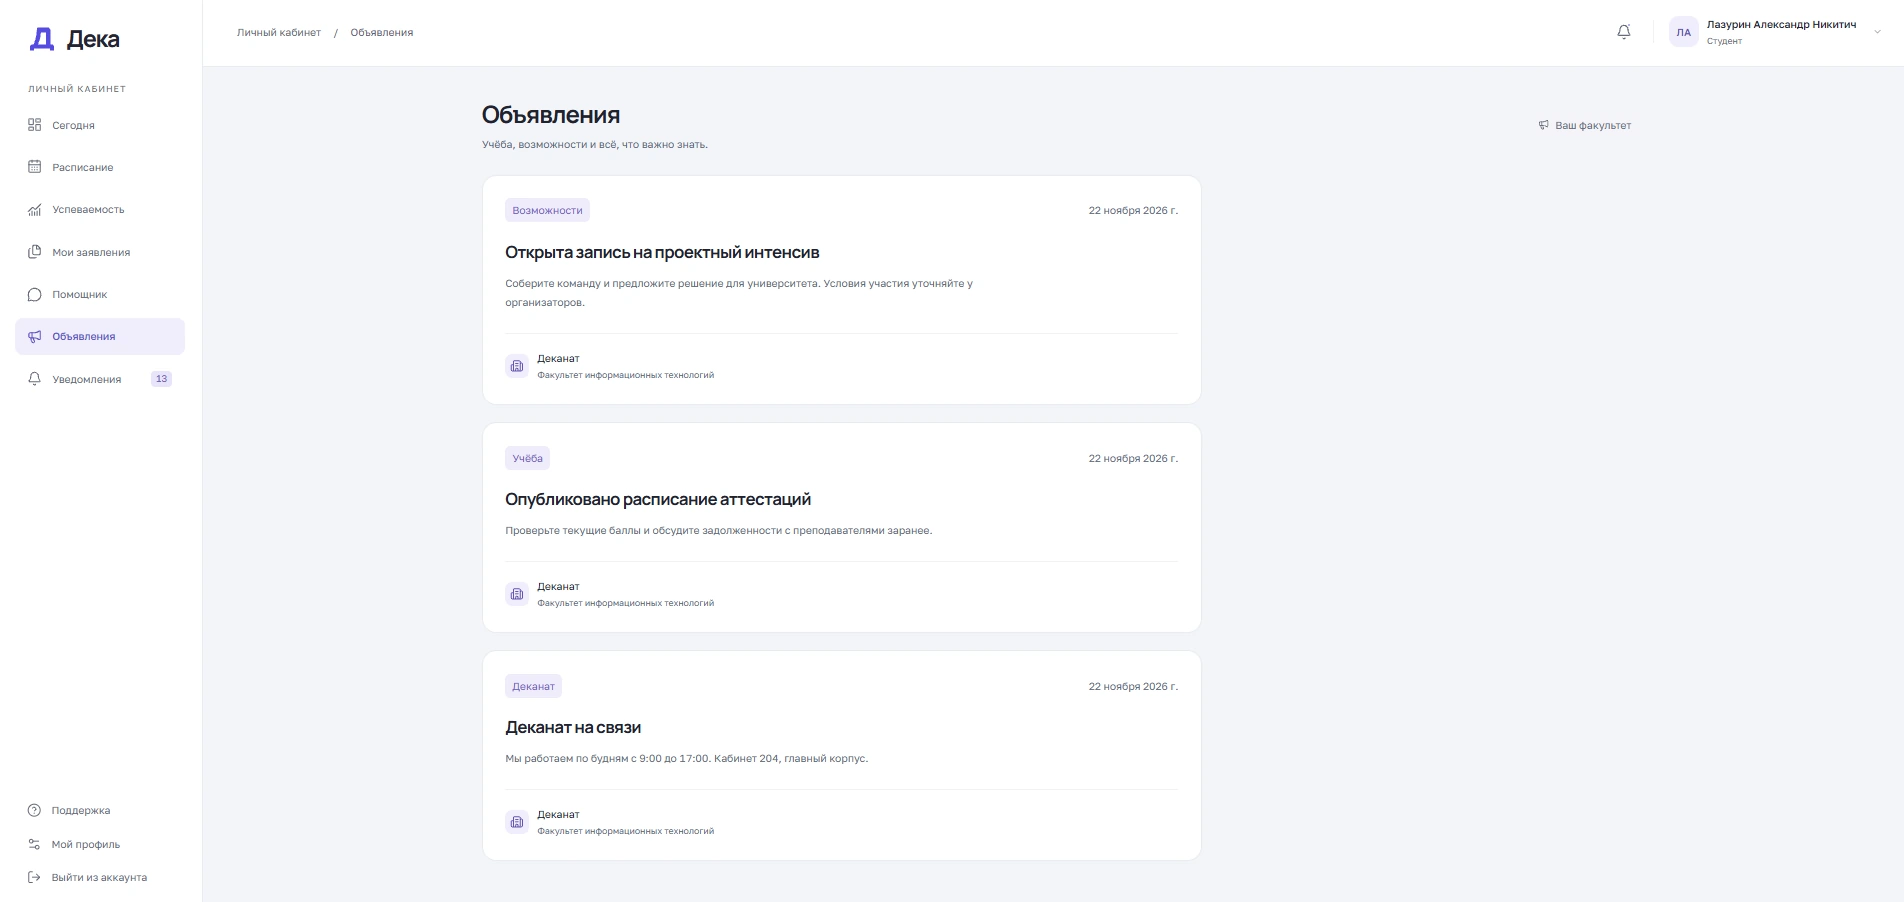 Дека
ЛИЧНЫЙ КАБИНЕТ
Сегодня
Расписание
Успеваемость
Мои заявления
Помощник
Объявления
Уведомления 13
Поддержка
Мой профиль
Выйти из аккаунта
Личный кабинет / Объявления
ЛА
Лазурин Александр Никитич
Студент
Объявления
Учёба, возможности и всё, что важно знать.
Ваш факультет
Возможности 22 ноября 2026 г.
Открыта запись на проектный интенсив
Соберите команду и предложите решение для университета. Условия участия уточняйте у
организаторов.
Деканат
Факультет информационных технологий
Учёба 22 ноября 2026 г.
Опубликовано расписание аттестаций
Проверьте текущие баллы и обсудите задолженности с преподавателями заранее.
Деканат
Факультет информационных технологий
Деканат 22 ноября 2026 г.
Деканат на связи
Мы работаем по будням с 9:00 до 17:00. Кабинет 204, главный корпус.
Деканат
Факультет информационных технологий